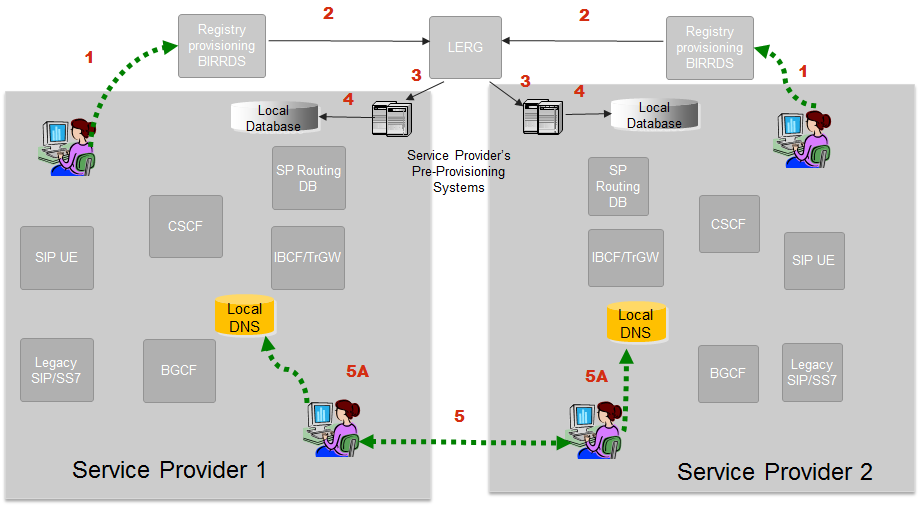 2
2
Registry
provisioning
BIRRDS
LERG
Registry
provisioning
BIRRDS
1
1
3
3
4
4
Local
Database
Local
Database
Service Provider's
Pre-Provisioning
Systems
SP Routing
DB
SP
Routing
DB
CSCF
CSCF
SIP UE
IBCF/TrGW
IBCF/TrGW
SIP UE
Local
DNS
Local
DNS
Legacy
SIP/SS7
BGCF
5A
5A
BGCF
Legacy
SIP/SS7
5
Service Provider 1
Service Provider 2